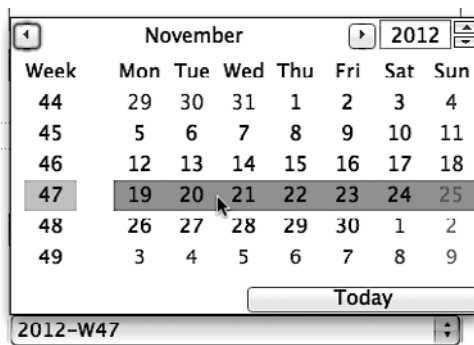 November 2012
Week Mon Tue Wed Thu Fri Sat Sun
44 29 30 31 1 2 3 4
45 5 6 7 8 9 10 11
46 12 13 14 15 16 17 18
47 19 20 21 22 23 24 25
48 26 27 28 29 30 1 2
49 3 4 5 6 7 8 9
Today
2012-W47